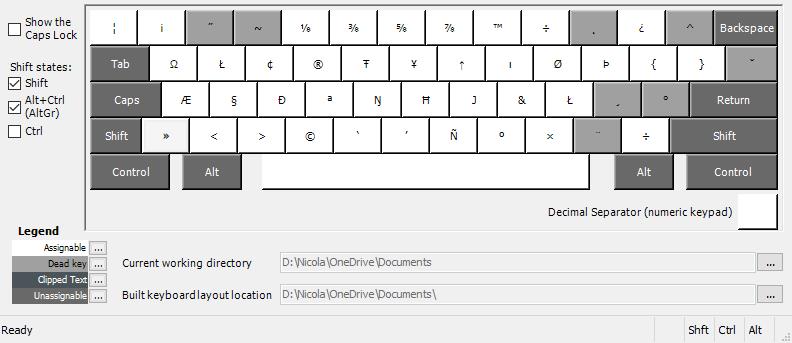 Show the
Caps Lock
Shift states:
Shift
Alt+Ctrl
(AltGr)
Ctrl
¦ ¡ ˝ ~ ⅛ ⅜ ⅝ ⅞ ™ ÷ ¿ ^ Backspace
Tab Ω Ł ¢ ® Ŧ ¥ ↑ ı Ø Þ { } ˇ
Caps Æ § Ð ª Ŋ Ħ J & Ł ¸ ° Return
Shift » < > © ‘ ’ Ñ º × ¨ ÷ Shift
Control Alt Alt Control
Decimal Separator (numeric keypad)
Legend
Assignable ...
Dead key ...
Clipped Text ...
Unassignable ...
Current working directory D:\Nicola\OneDrive\Documents ...
Built keyboard layout location D:\Nicola\OneDrive\Documents\ ...
Ready Shft Ctrl Alt